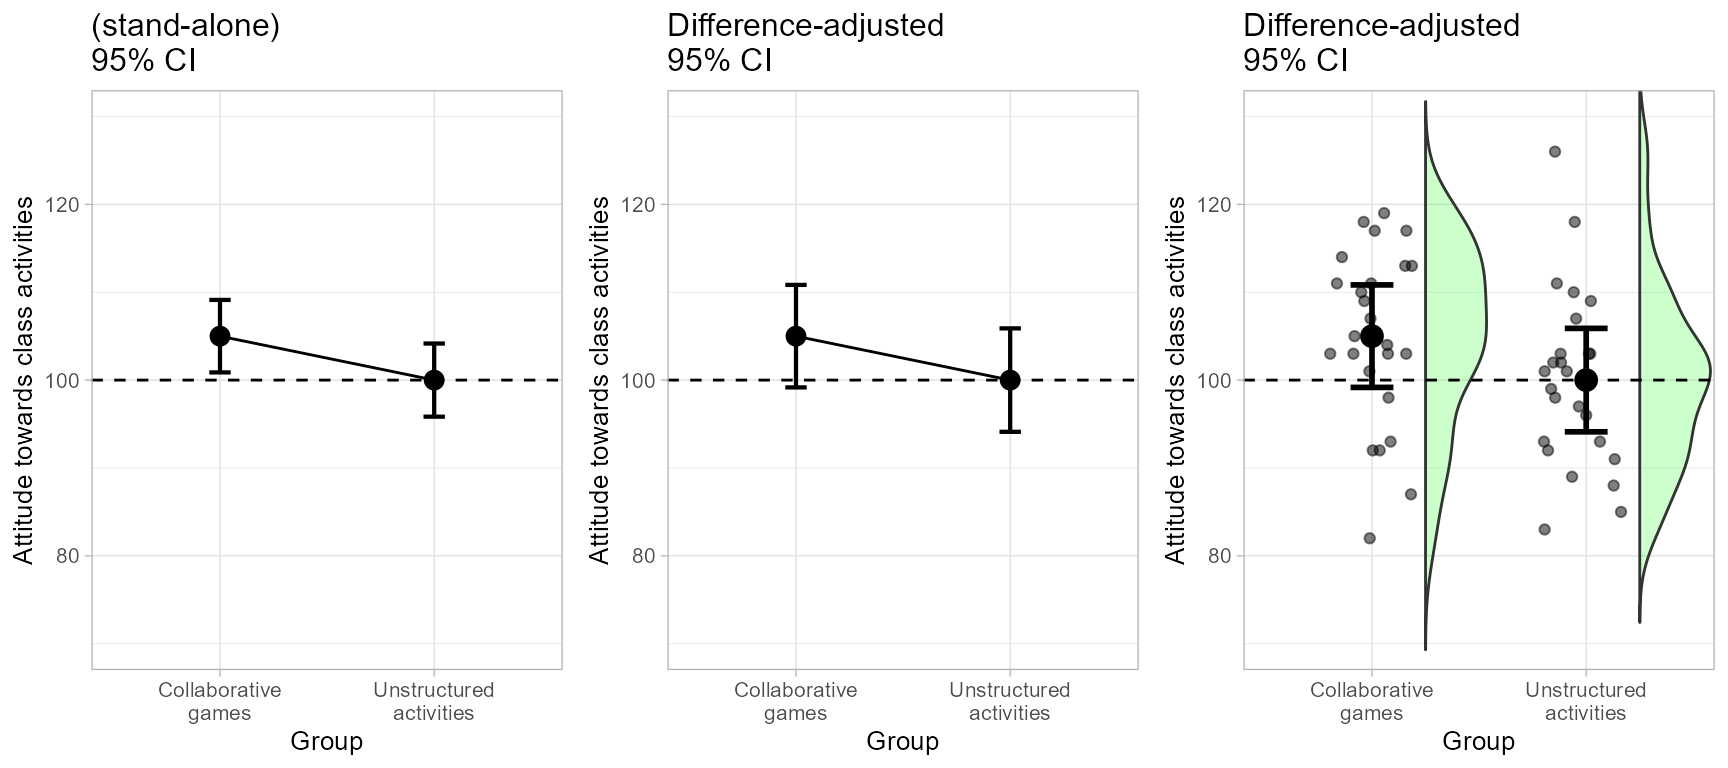 (stand-alone)
95% CI
Attitude towards class activities
120
100
80
Collaborative
games
Unstructured
activities
Group
Difference-adjusted
95% CI
Attitude towards class activities
120
100
80
Collaborative
games
Unstructured
activities
Group
Difference-adjusted
95% CI
Attitude towards class activities
120
100
80
Collaborative
games
Unstructured
activities
Group